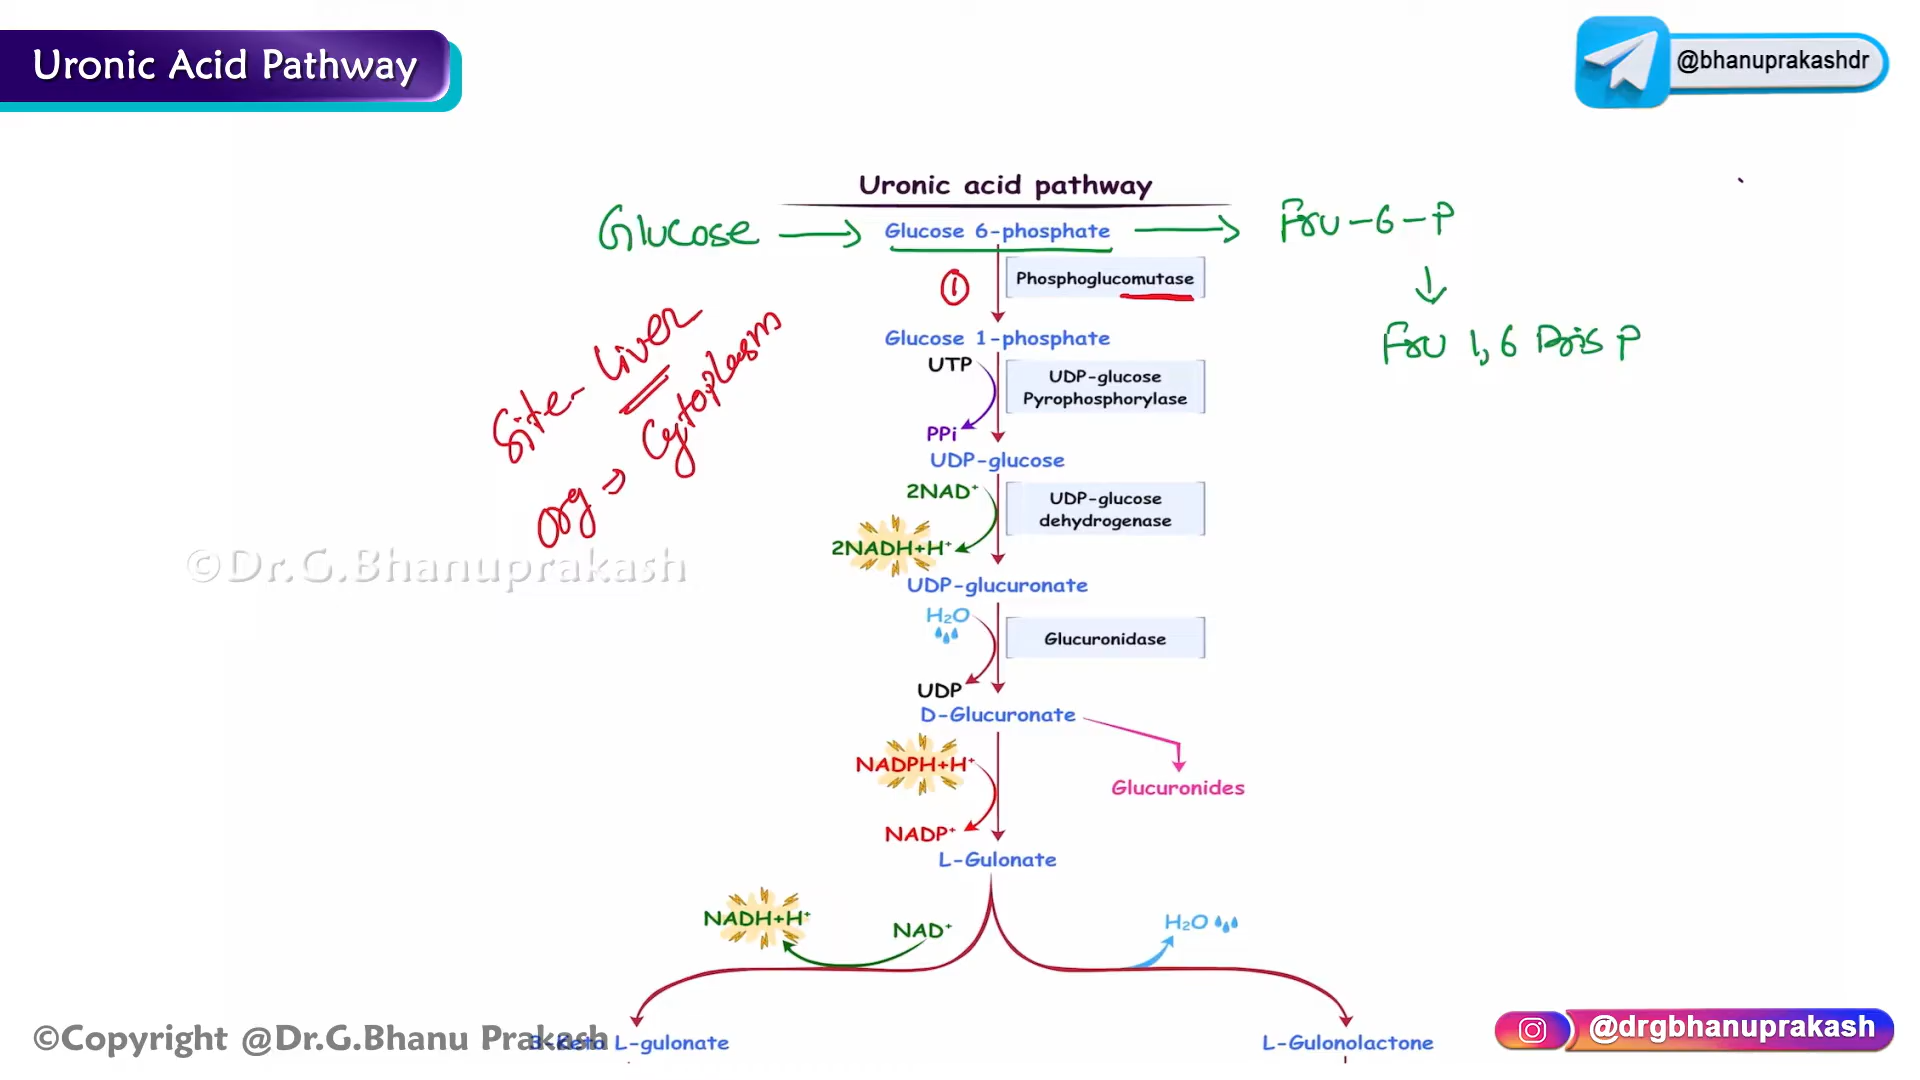 Uronic Acid Pathway
@bhanuprakashdr
Uronic acid pathway
Glucose → Glucose 6-phosphate → Fru-6-P
①
Phosphoglucomutase
↓
Fru 1,6 Bis P
Glucose 1-phosphate
Site- Liver
Org → Cytoplasm
UTP
UDP-glucose
Pyrophosphorylase
PPi
UDP-glucose
2NAD⁺
UDP-glucose
dehydrogenase
2NADH+H⁺
©Dr.G.Bhanuprakash
UDP-glucuronate
H₂O
Glucuronidase
UDP
D-Glucuronate
NADPH+H⁺
Glucuronides
NADP⁺
L-Gulonate
NADH+H⁺
NAD⁺
H₂O
©Copyright @Dr.G.Bhanu Prakash
3-Keto L-gulonate
L-Gulonolactone
@drgbhanuprakash